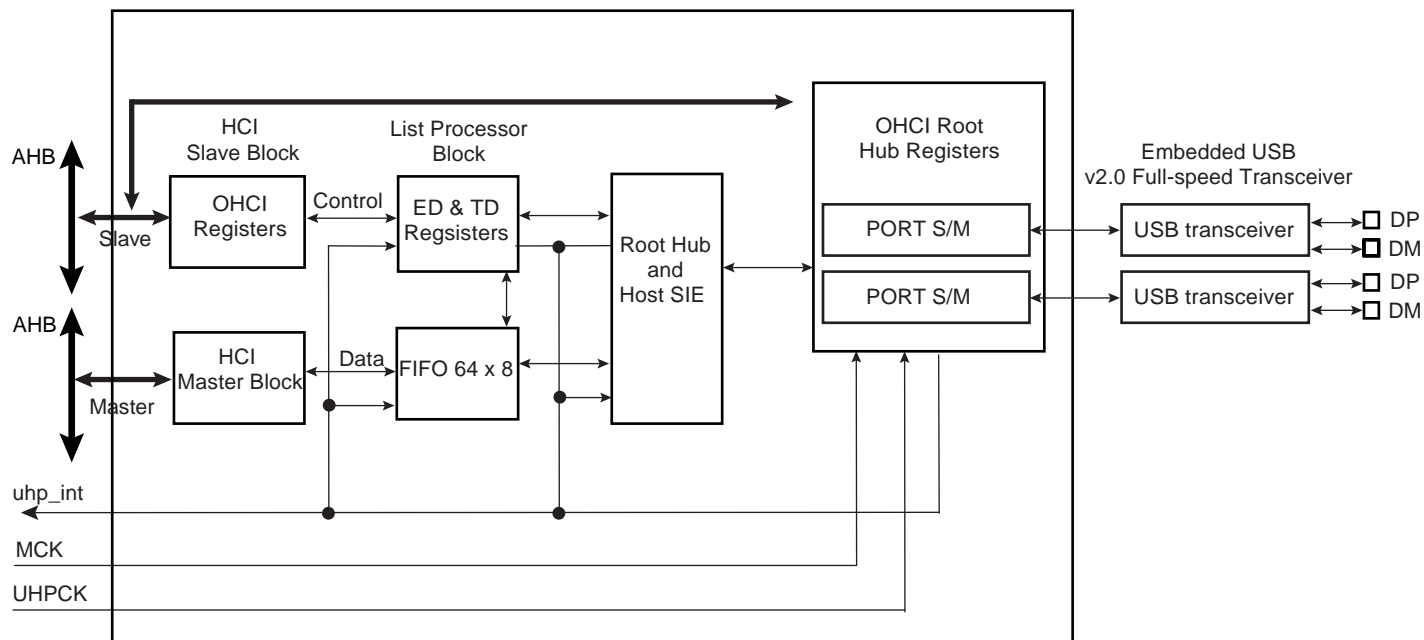 HCI
Slave Block
List Processor
Block
AHB
Slave
OHCI
Registers
Control
ED & TD
Regsisters
Root Hub
and
Host SIE
OHCI Root
Hub Registers
PORT S/M
PORT S/M
Embedded USB
v2.0 Full-speed Transceiver
USB transceiver
DP
DM
USB transceiver
DP
DM
AHB
Master
HCI
Master Block
Data
FIFO 64 x 8
uhp_int
MCK
UHPCK